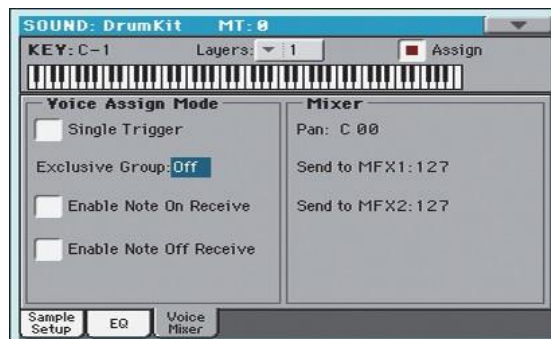 SOUND: DrumKit MT: 0
KEY: C-1 Layers: 1 Assign
Voice Assign Mode
Single Trigger
Exclusive Group: Off
Enable Note On Receive
Enable Note Off Receive
Mixer
Pan: C 00
Send to MFX1:127
Send to MFX2:127
Sample Setup
EQ
Voice Mixer